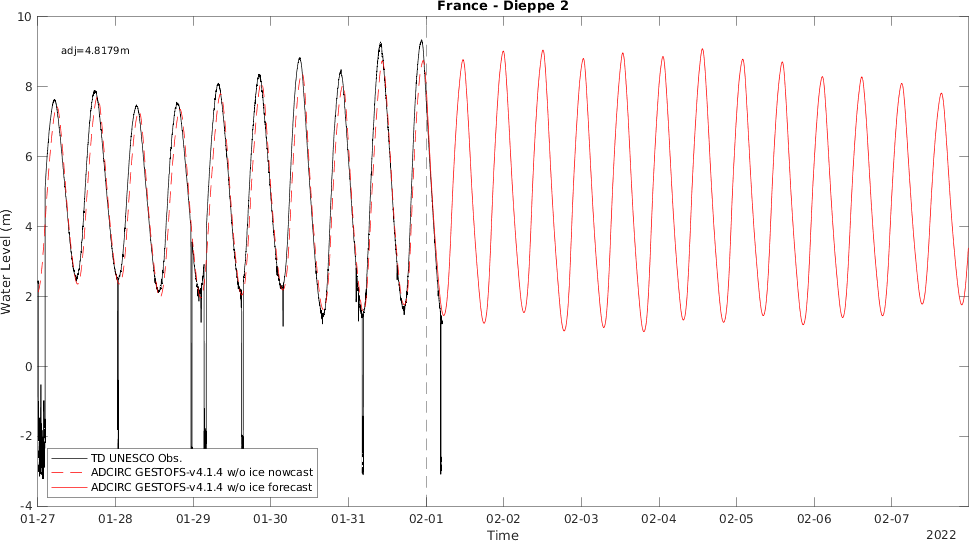 France - Dieppe 2
10
adj=4.8179m
8
6
4
2
0
-2
-4
Water Level (m)
TD UNESCO Obs.
ADCIRC GESTOFS-v4.1.4 w/o ice nowcast
ADCIRC GESTOFS-v4.1.4 w/o ice forecast
01-27 01-28 01-29 01-30 01-31 02-01 02-02 02-03 02-04 02-05 02-06 02-07
Time
2022